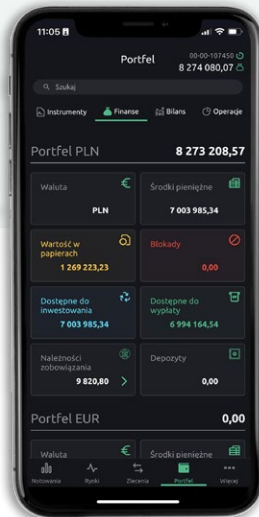 11:05
Portfel
00-00-107450
8 274 080,07
Szukaj
Instrumenty Finanse Bilans Operacje
Portfel PLN 8 273 208,57
Waluta Środki pieniężne
PLN 7 003 985,34
Wartość w papierach Blokady
1 269 223,23 0,00
Dostępne do inwestowania Dostępne do wypłaty
7 003 985,34 6 994 164,54
Należności zobowiązania Depozyty
9 820,80 0,00
Portfel EUR 0,00
Waluta Środki pieniężne
Notowania Rynki Zlecenia Portfel Więcej